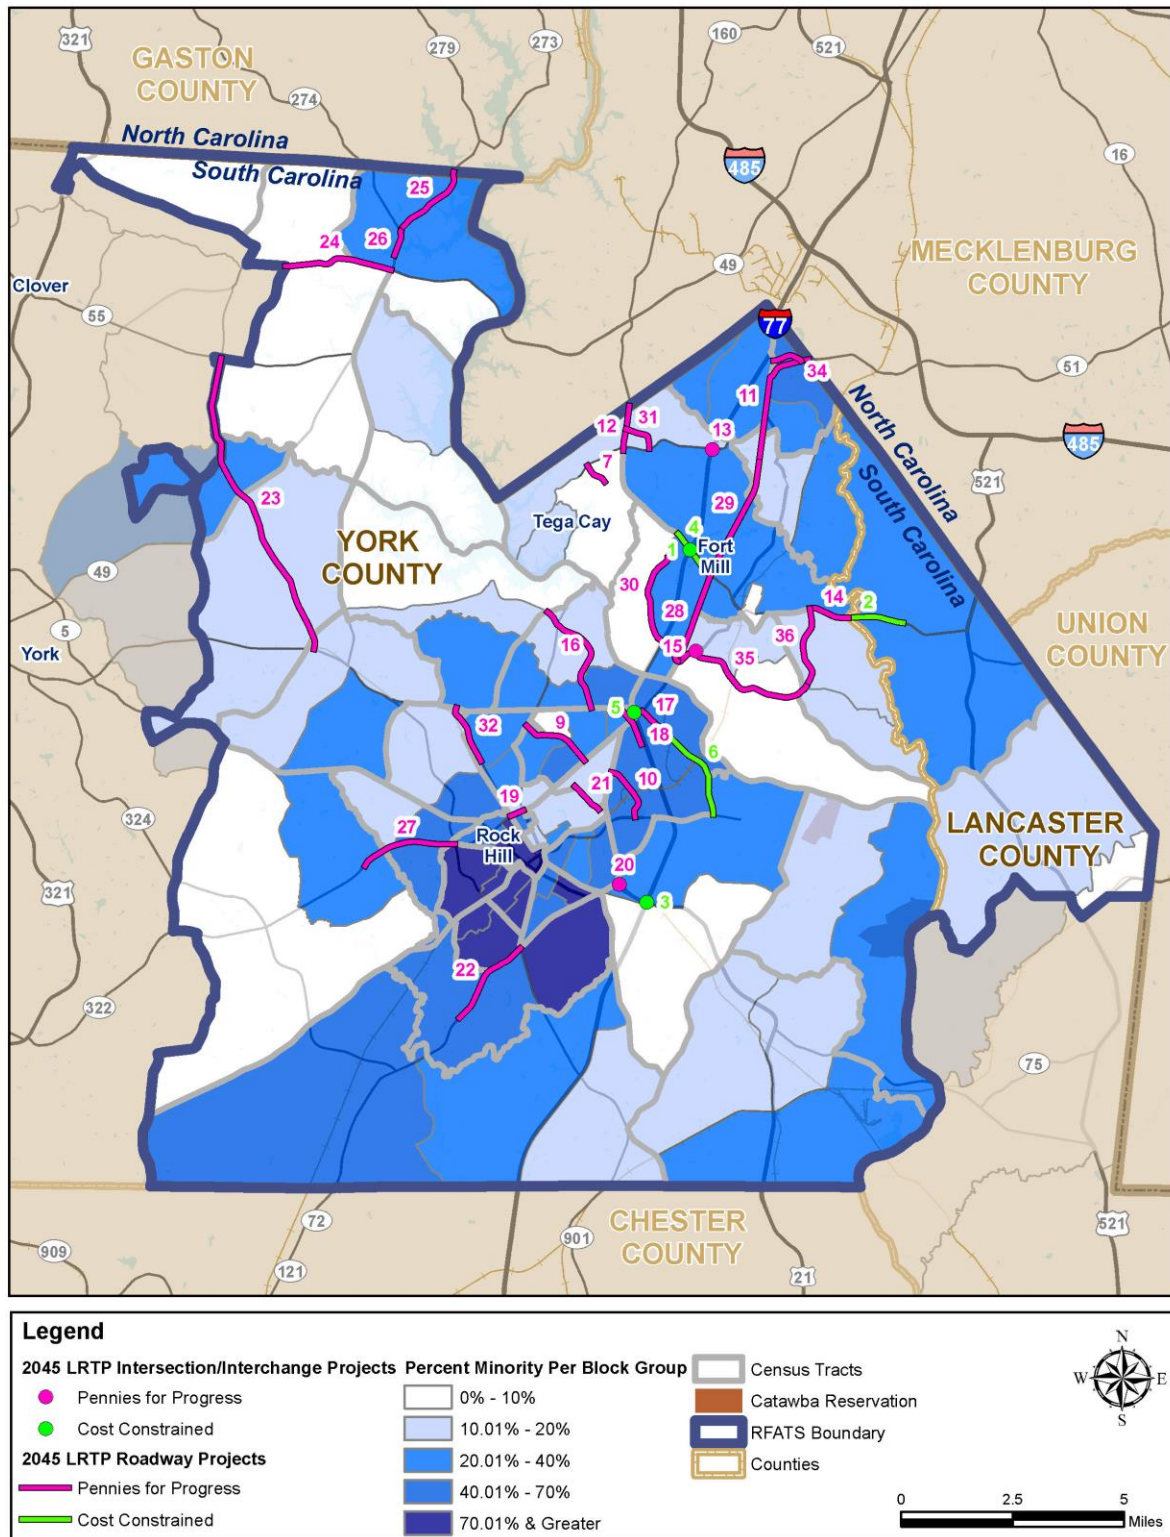 321
GASTON
COUNTY
279
273
160
521
274
North Carolina
South Carolina
485
16
25
24
26
49
MECKLENBURG
COUNTY
Clover
55
77
51
34
11
31
12
13
7
485
North Carolina
South Carolina
521
23
29
Tega Cay
4
1
Fort
Mill
YORK
COUNTY
49
30
28
14
2
UNION
COUNTY
5
York
16
15
36
35
5
17
32
9
18
6
21
10
19
324
27
Rock
Hill
LANCASTER
COUNTY
20
321
3
22
322
75
72
CHESTER
COUNTY
901
521
909
121
21
Legend
2045 LRTP Intersection/Interchange Projects
Pennies for Progress
Cost Constrained
2045 LRTP Roadway Projects
Pennies for Progress
Cost Constrained
Percent Minority Per Block Group
0% - 10%
10.01% - 20%
20.01% - 40%
40.01% - 70%
70.01% & Greater
Census Tracts
Catawba Reservation
RFATS Boundary
Counties
N
W E
S
0 2.5 5
Miles